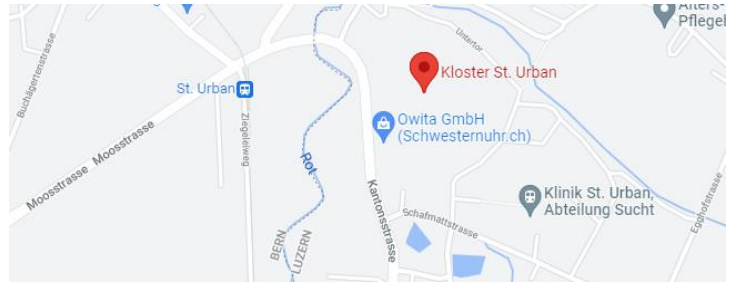 Alters-
Pflegeh
Buchägertenstrasse
Untertor
Kloster St. Urban
St. Urban
Ziegeleiweg
Owita GmbH
(Schwesternuhr.ch)
Moosstrasse Moosstrasse
Rot
Kantonsstrasse
Klinik St. Urban,
Abteilung Sucht
Schafmattstrasse
Egghofstrasse
BERN
LUZERN